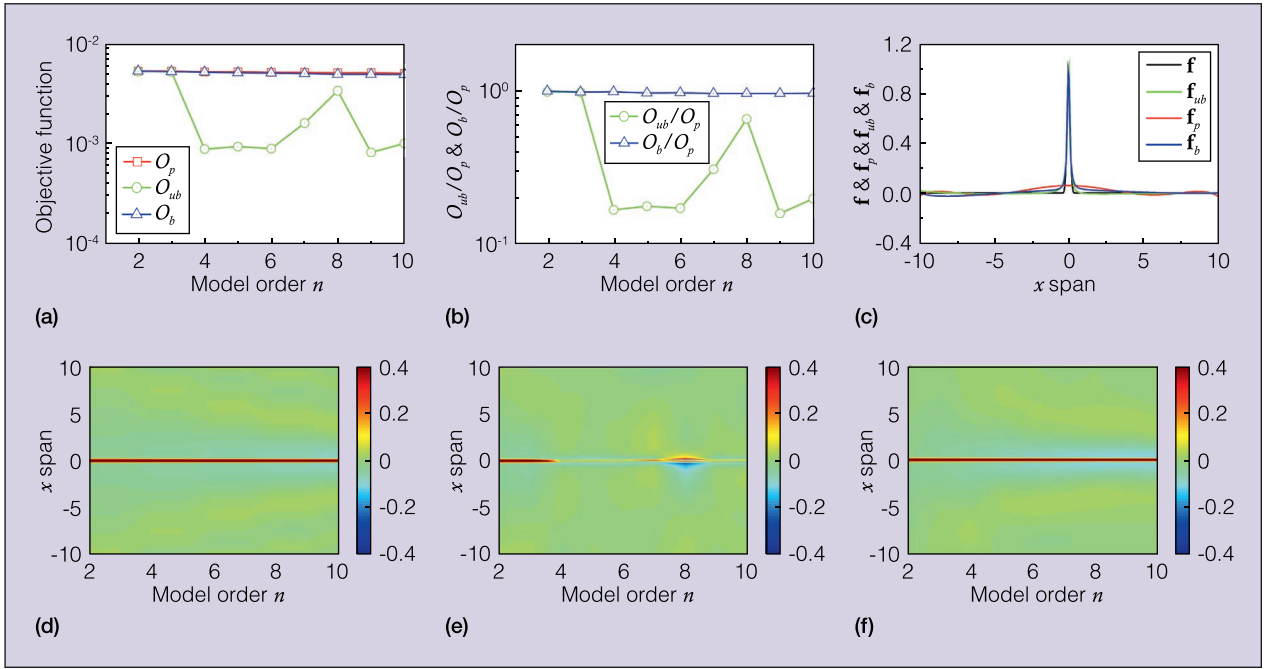 10⁻²
10⁻³
10⁻⁴
Objective function
O_p
O_ub
O_b
2 4 6 8 10
Model order n
(a)
10⁰
10⁻¹
O_ub/O_p & O_b/O_p
O_ub/O_p
O_b/O_p
2 4 6 8 10
Model order n
(b)
1.2
0.8
0.4
0.0
-0.4
f & f_p & f_ub & f_b
f
f_ub
f_p
f_b
-10 -5 0 5 10
x span
(c)
10
5
0
-5
-10
x span
2 4 6 8 10
Model order n
0.4
0.2
0
-0.2
-0.4
(d)
10
5
0
-5
-10
x span
2 4 6 8 10
Model order n
0.4
0.2
0
-0.2
-0.4
(e)
10
5
0
-5
-10
x span
2 4 6 8 10
Model order n
0.4
0.2
0
-0.2
-0.4
(f)